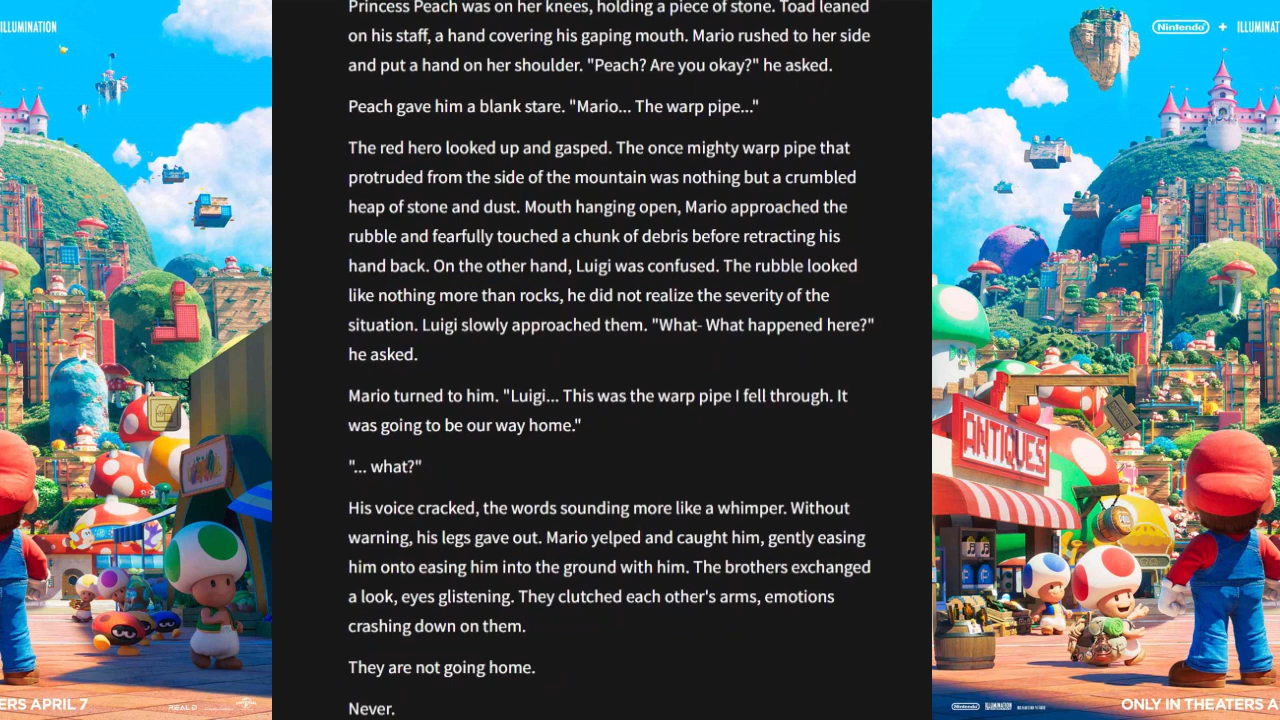 ILLUMINATION
Princess Peach was on her knees, holding a piece of stone. Toad leaned
on his staff, a hand covering his gaping mouth. Mario rushed to her side
and put a hand on her shoulder. "Peach? Are you okay?" he asked.
Peach gave him a blank stare. "Mario... The warp pipe..."
The red hero looked up and gasped. The once mighty warp pipe that
protruded from the side of the mountain was nothing but a crumbled
heap of stone and dust. Mouth hanging open, Mario approached the
rubble and fearfully touched a chunk of debris before retracting his
hand back. On the other hand, Luigi was confused. The rubble looked
like nothing more than rocks, he did not realize the severity of the
situation. Luigi slowly approached them. "What- What happened here?"
he asked.
Mario turned to him. "Luigi... This was the warp pipe I fell through. It
was going to be our way home."
"... what?"
His voice cracked, the words sounding more like a whimper. Without
warning, his legs gave out. Mario yelped and caught him, gently easing
him onto easing him into the ground with him. The brothers exchanged
a look, eyes glistening. They clutched each other's arms, emotions
crashing down on them.
They are not going home.
Never.
ERS APRIL 7
REALD
Nintendo + ILLUMINAT
ANTIQUES
Nintendo ILLUMINATION
ONLY IN THEATERS A